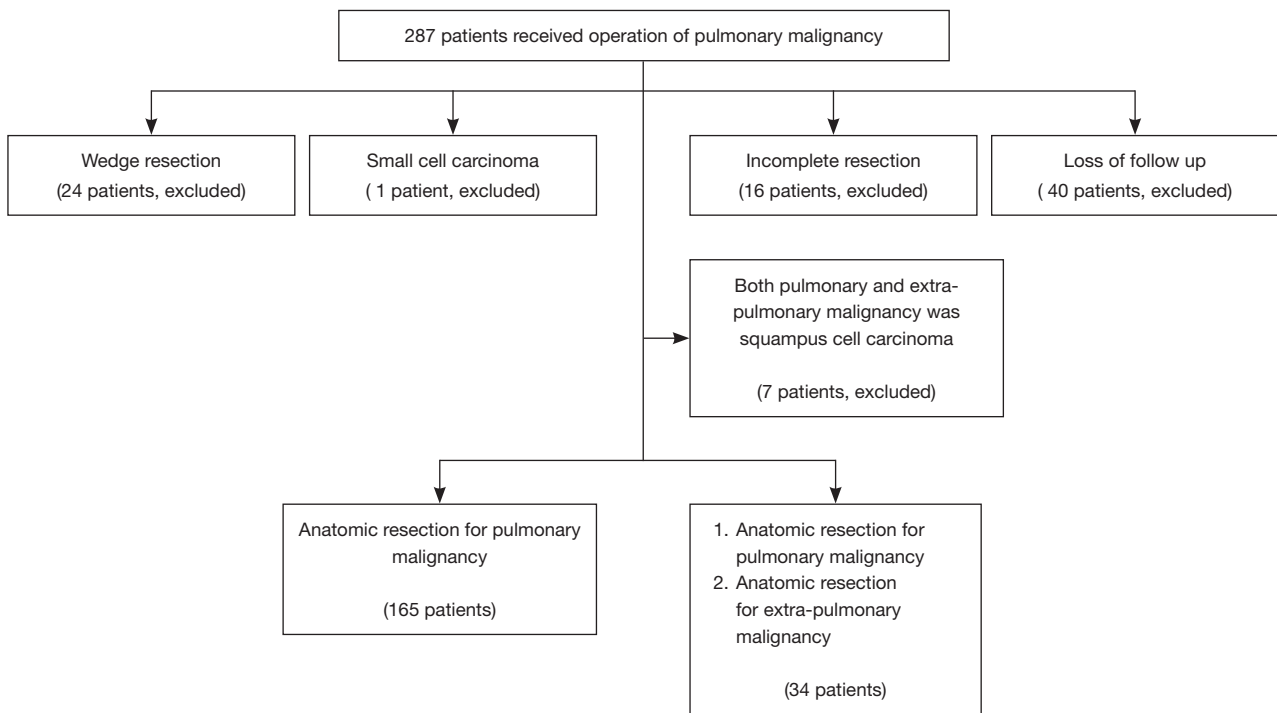 287 patients received operation of pulmonary malignancy
Wedge resection
(24 patients, excluded)
Small cell carcinoma
( 1 patient, excluded)
Incomplete resection
(16 patients, excluded)
Loss of follow up
( 40 patients, excluded)
Both pulmonary and extra-
pulmonary malignancy was
squampus cell carcinoma
(7 patients, excluded)
Anatomic resection for pulmonary
malignancy
(165 patients)
1. Anatomic resection for
pulmonary malignancy
2. Anatomic resection
for extra-pulmonary
malignancy
(34 patients)